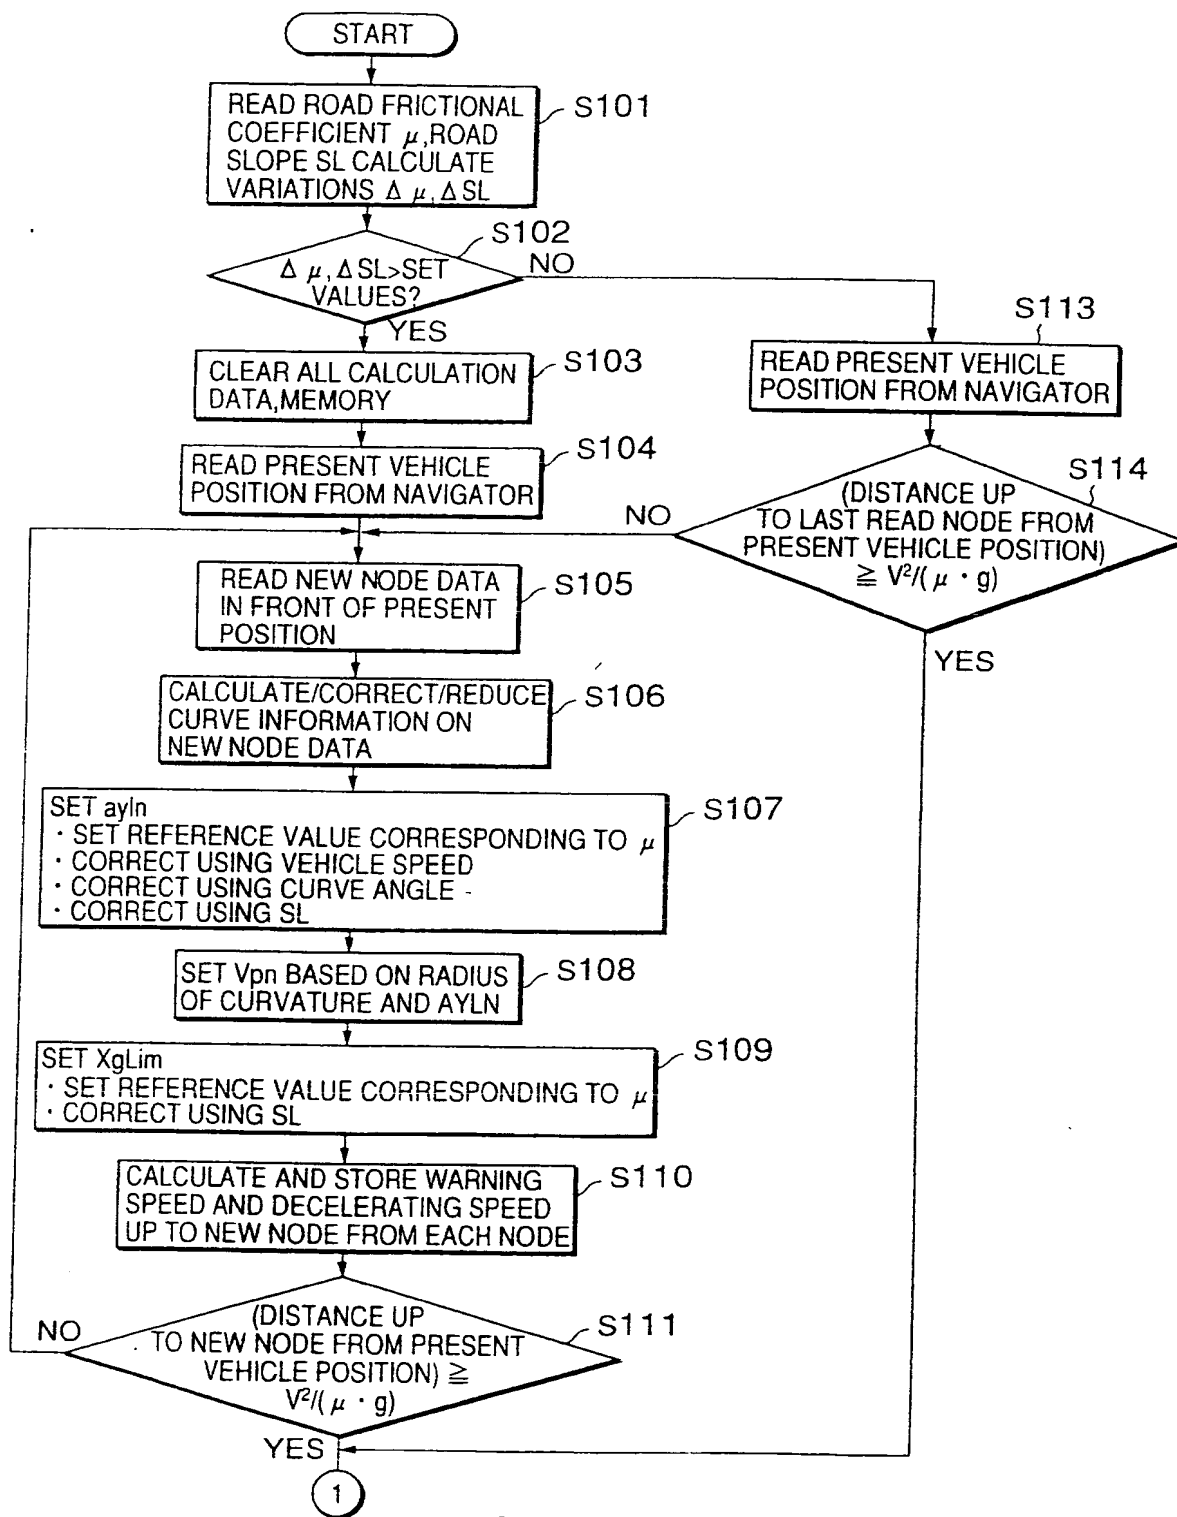 START
READ ROAD FRICTIONAL
COEFFICIENT μ,ROAD
SLOPE SL CALCULATE
VARIATIONS Δ μ, ΔSL
S101
S102
Δ μ, ΔSL>SET
VALUES?
NO
YES
S103
CLEAR ALL CALCULATION
DATA,MEMORY
S104
READ PRESENT VEHICLE
POSITION FROM NAVIGATOR
S113
READ PRESENT VEHICLE
POSITION FROM NAVIGATOR
S114
(DISTANCE UP
TO LAST READ NODE FROM
PRESENT VEHICLE POSITION)
≧ V²/( μ · g)
NO
YES
READ NEW NODE DATA
IN FRONT OF PRESENT
POSITION
S105
CALCULATE/CORRECT/REDUCE
CURVE INFORMATION ON
NEW NODE DATA
S106
SET ayln
· SET REFERENCE VALUE CORRESPONDING TO μ
· CORRECT USING VEHICLE SPEED
· CORRECT USING CURVE ANGLE
· CORRECT USING SL
S107
SET Vpn BASED ON RADIUS
OF CURVATURE AND AYLN
S108
SET XgLim
· SET REFERENCE VALUE CORRESPONDING TO μ
· CORRECT USING SL
S109
CALCULATE AND STORE WARNING
SPEED AND DECELERATING SPEED
UP TO NEW NODE FROM EACH NODE
S110
(DISTANCE UP
TO NEW NODE FROM PRESENT
VEHICLE POSITION) ≧
V²/( μ · g)
S111
NO
YES
1